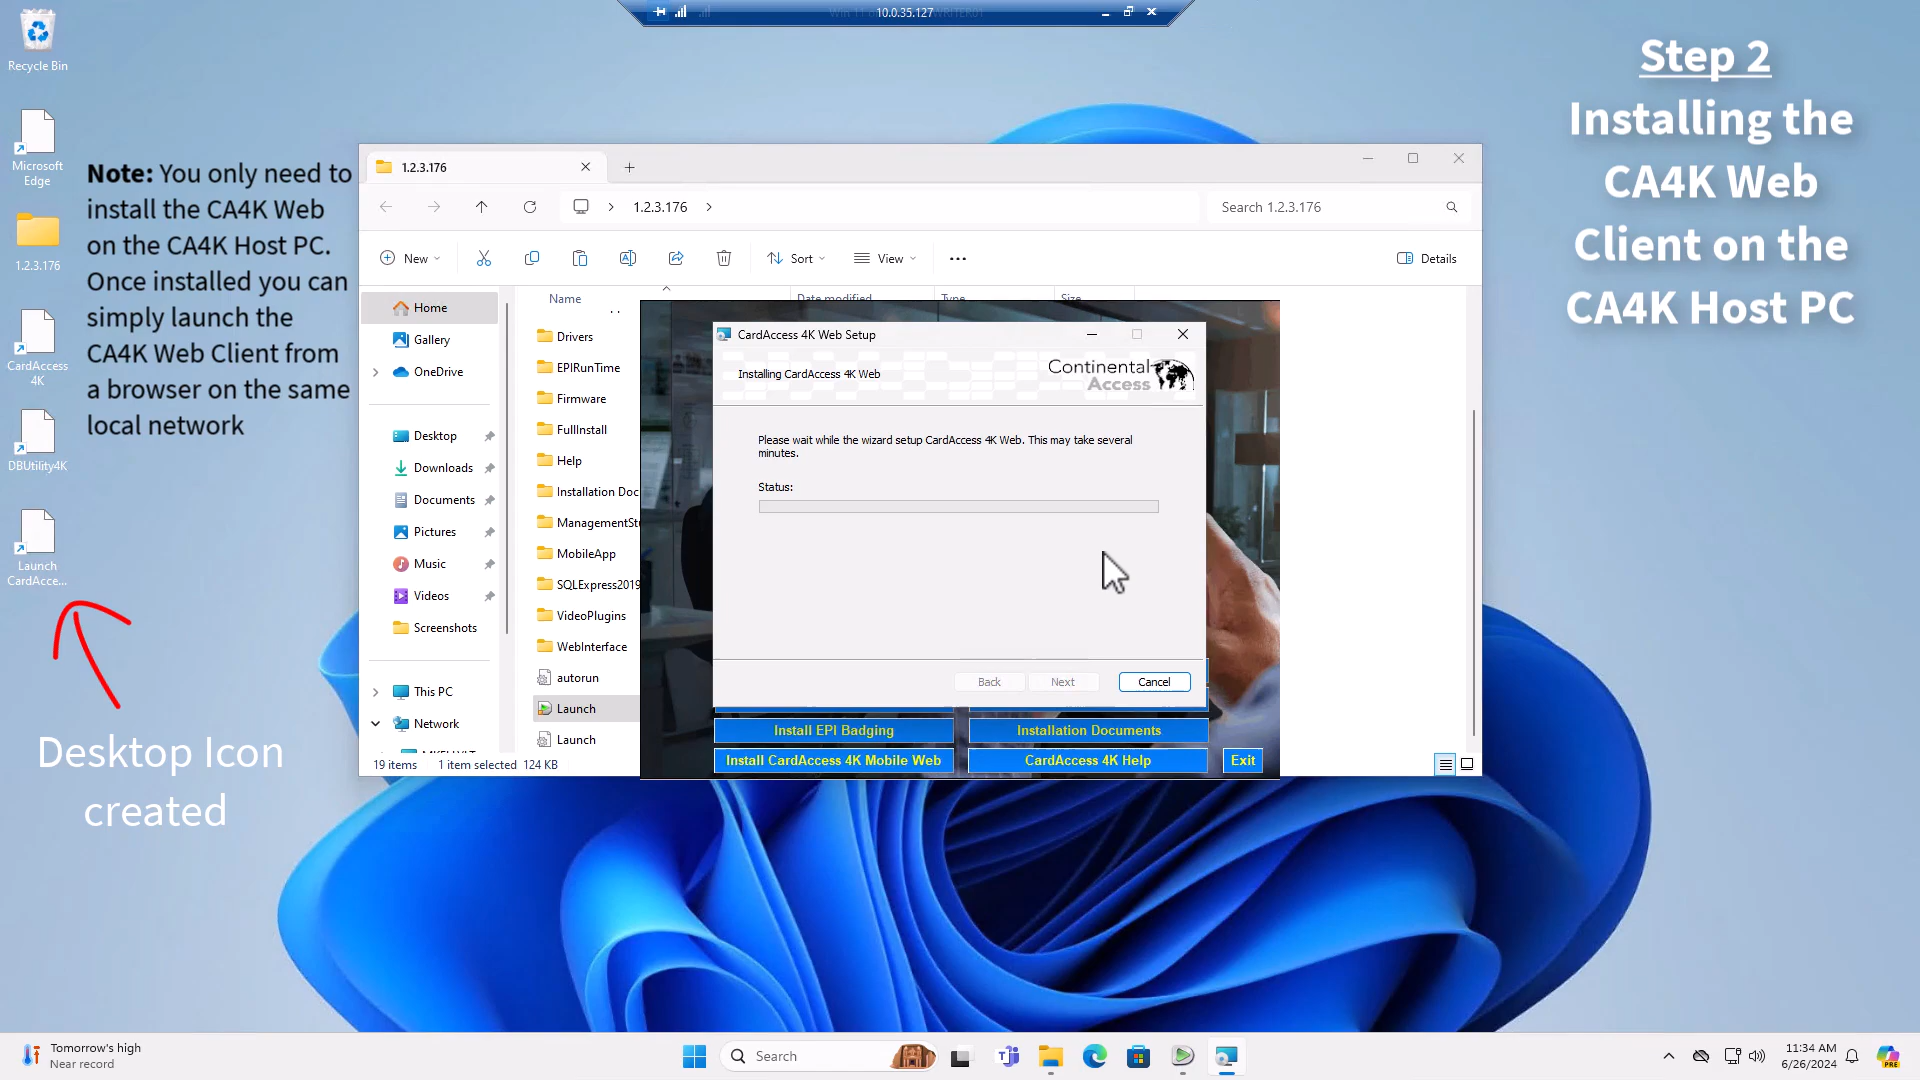 10.0.35.127
Recycle Bin
Microsoft
Edge
1.2.3.176
CardAccess
4K
DBUtility4K
Launch
CardAcce...
Note: You only need to
install the CA4K Web
on the CA4K Host PC.
Once installed you can
simply launch the
CA4K Web Client from
a browser on the same
local network
Desktop Icon
created
Step 2
Installing the
CA4K Web
Client on the
CA4K Host PC
1.2.3.176
1.2.3.176
Search 1.2.3.176
New
Sort
View
Details
Home
Gallery
OneDrive
Desktop
Downloads
Documents
Pictures
Music
Videos
Screenshots
This PC
Network
Name
Date modified
Type
Size
Drivers
EPIRunTime
Firmware
FullInstall
Help
Installation Doc
ManagementStu
MobileApp
SQLExpress2019
VideoPlugins
WebInterface
autorun
Launch
Launch
19 items
1 item selected 124 KB
CardAccess 4K Web Setup
Installing CardAccess 4K Web
Continental
Access
Please wait while the wizard setup CardAccess 4K Web. This may take several
minutes.
Status:
Back
Next
Cancel
Install EPI Badging
Installation Documents
Install CardAccess 4K Mobile Web
CardAccess 4K Help
Exit
Tomorrow's high
Near record
Search
11:34 AM
6/26/2024
PRE